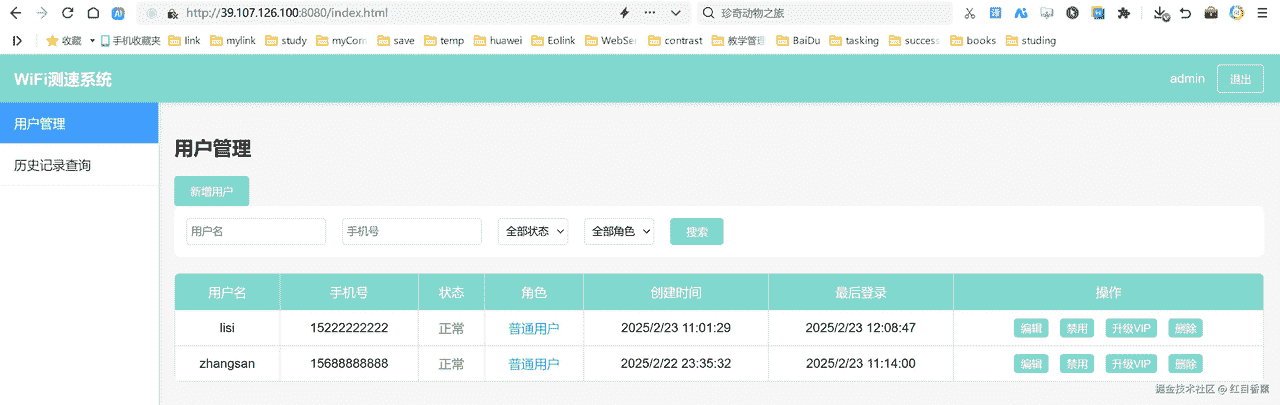 http://39.107.126.100:8080/index.html
珍奇动物之旅
收藏 手机收藏夹 link mylink study myCom save temp huawei Eolink WebSer contrast 教学管理 BaiDu tasking success books studing
WiFi测速系统
admin 退出
用户管理
历史记录查询
用户管理
新增用户
用户名 手机号 全部状态 全部角色 搜索
用户名 手机号 状态 角色 创建时间 最后登录 操作
lisi 15222222222 正常 普通用户 2025/2/23 11:01:29 2025/2/23 12:08:47 编辑 禁用 升级VIP 删除
zhangsan 15688888888 正常 普通用户 2025/2/22 23:35:32 2025/2/23 11:14:00 编辑 禁用 升级VIP 删除
掘金技术社区 @ 红目香薰